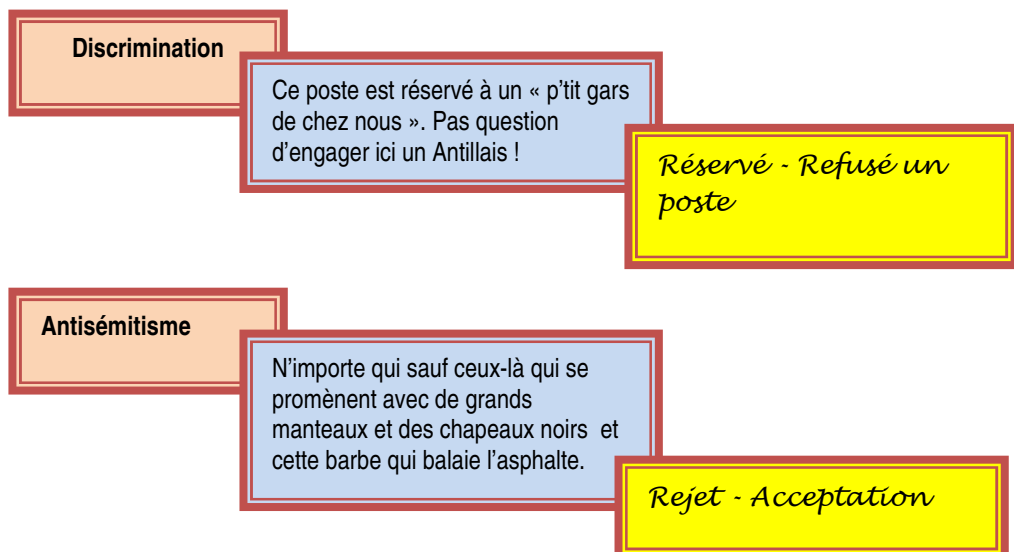 Discrimination
Ce poste est réservé à un « p’tit gars
de chez nous ». Pas question
d’engager ici un Antillais !
Réservé - Refusé un
poste
Antisémitisme
N’importe qui sauf ceux-là qui se
promènent avec de grands
manteaux et des chapeaux noirs et
cette barbe qui balaie l’asphalte.
Rejet - Acceptation